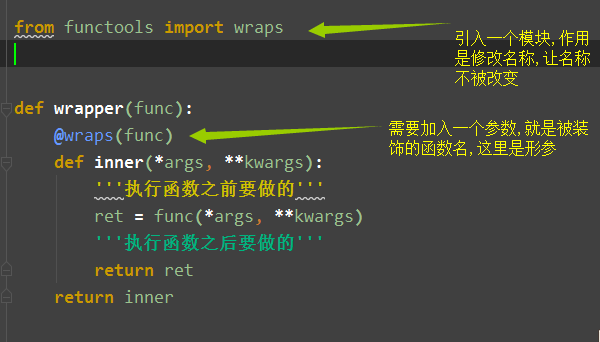 from functools import wraps
引入一个模块,作用
是修改名称,让名称
不被改变
def wrapper(func):
@wraps(func)
需要加入一个参数,就是被装
饰的函数名,这里是形参
def inner(*args, **kwargs):
'''执行函数之前要做的'''
ret = func(*args, **kwargs)
'''执行函数之后要做的'''
return ret
return inner